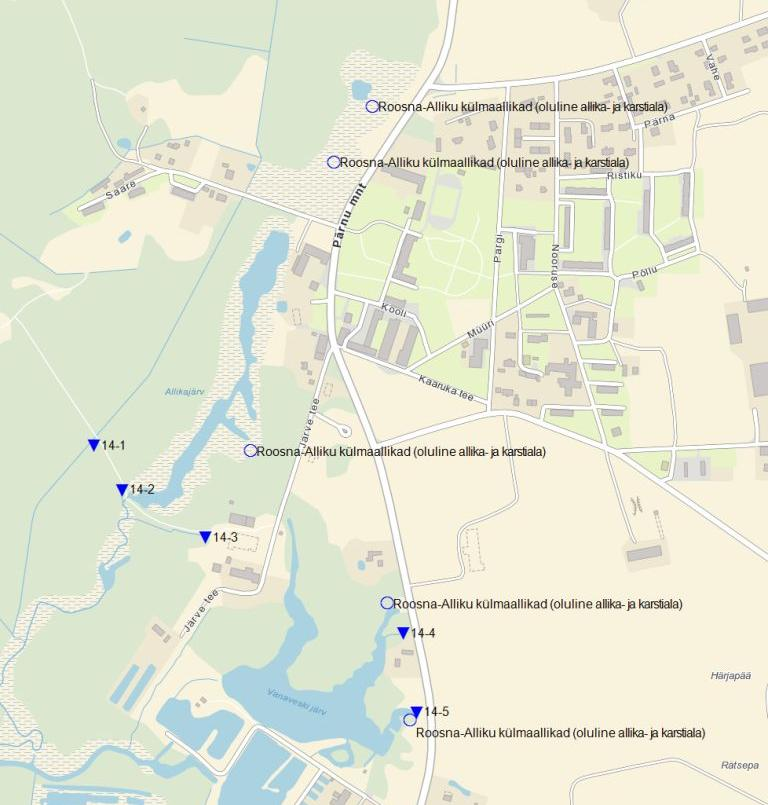 Vahe
Roosna-Alliku külmaallikad (oluline allika- ja karstiala)
Pärna
Roosna-Alliku külmaallikad (oluline allika- ja karstiala)
Ristiku
Saare
Pärnu mnt
Pargi
Nooruse
Põllu
Kooli
Müüri
Kaaruka tee
Allikajärv
Järve tee
14-1
Roosna-Alliku külmaallikad (oluline allika- ja karstiala)
14-2
14-3
Roosna-Alliku külmaallikad (oluline allika- ja karstiala)
Järve tee
14-4
Härjapää
Vanaveski järv
14-5
Roosna-Alliku külmaallikad (oluline allika- ja karstiala)
Ratsepa